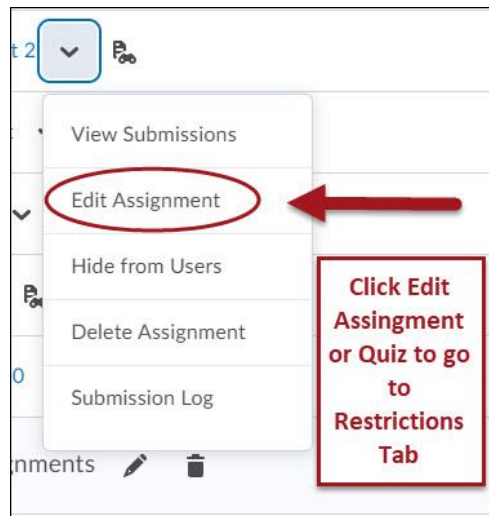 t 2
View Submissions
Edit Assignment
Hide from Users
Delete Assignment
0
Submission Log
nments
Click Edit
Assingment
or Quiz to go
to
Restrictions
Tab